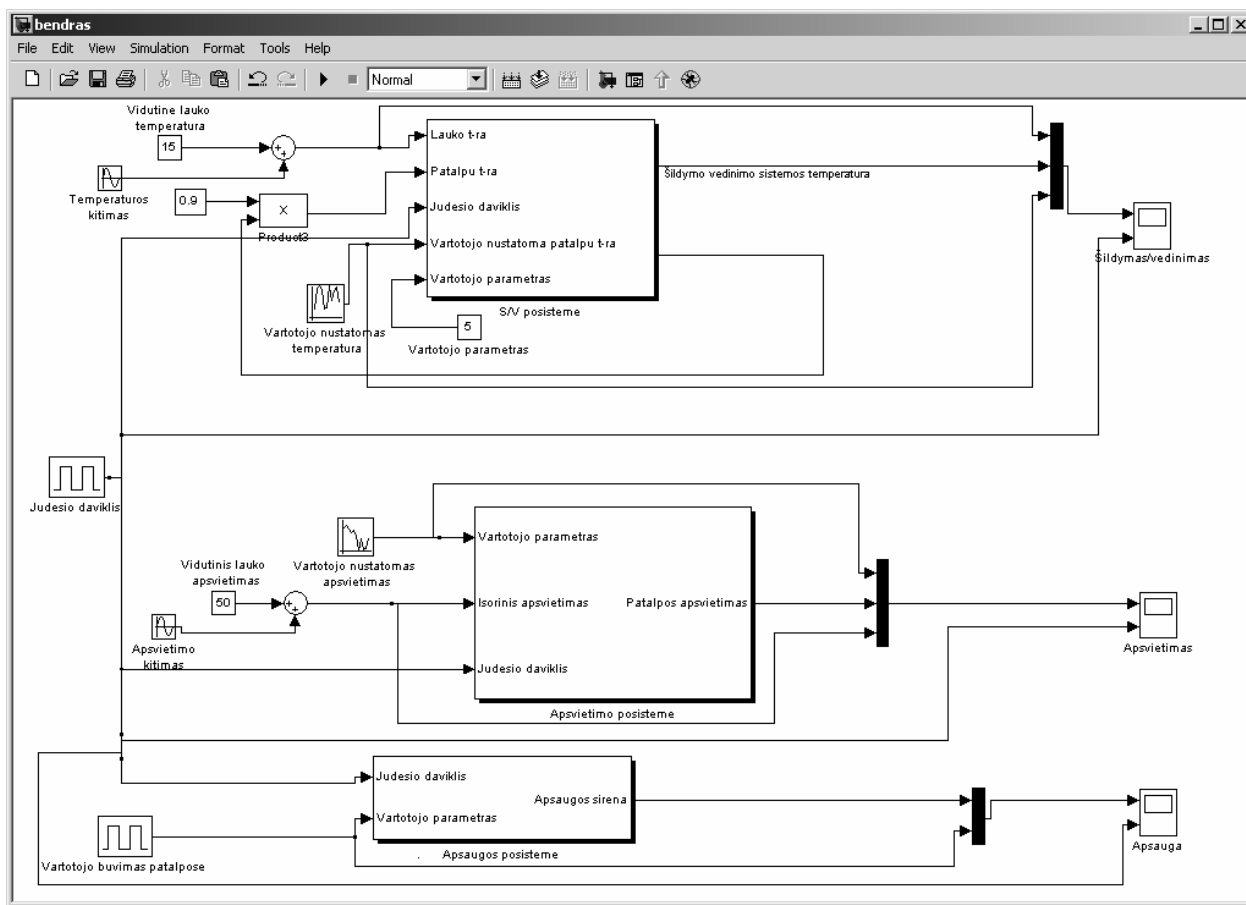 bendras
File Edit View Simulation Format Tools Help
Normal
Vidutine lauko
temperatura
15
Temperaturos
kitimas
0.9
X
Product3
Lauko t-ra
Patalpu t-ra
Judesio daviklis
Vartotojo nustatoma patalpu t-ra
Vartotojo parametras
S/V posisteme
Šildymo vedinimo sistemos temperatura
Šildymas/vedinimas
Vartotojo nustatomas
temperatura
5
Vartotojo parametras
Judesio daviklis
Vartotojo nustatomas
apsvietimas
Vidutinis lauko
apsvietimas
50
Apsvietimo
kitimas
Vartotojo parametras
Isorinis apsvietimas
Patalpos apsvietimas
Judesio daviklis
Apsvietimo posisteme
Apsvietimas
Judesio daviklis
Apsaugos sirena
Vartotojo parametras
Apsaugos posisteme
Vartotojo buvimas patalpose
Apsauga